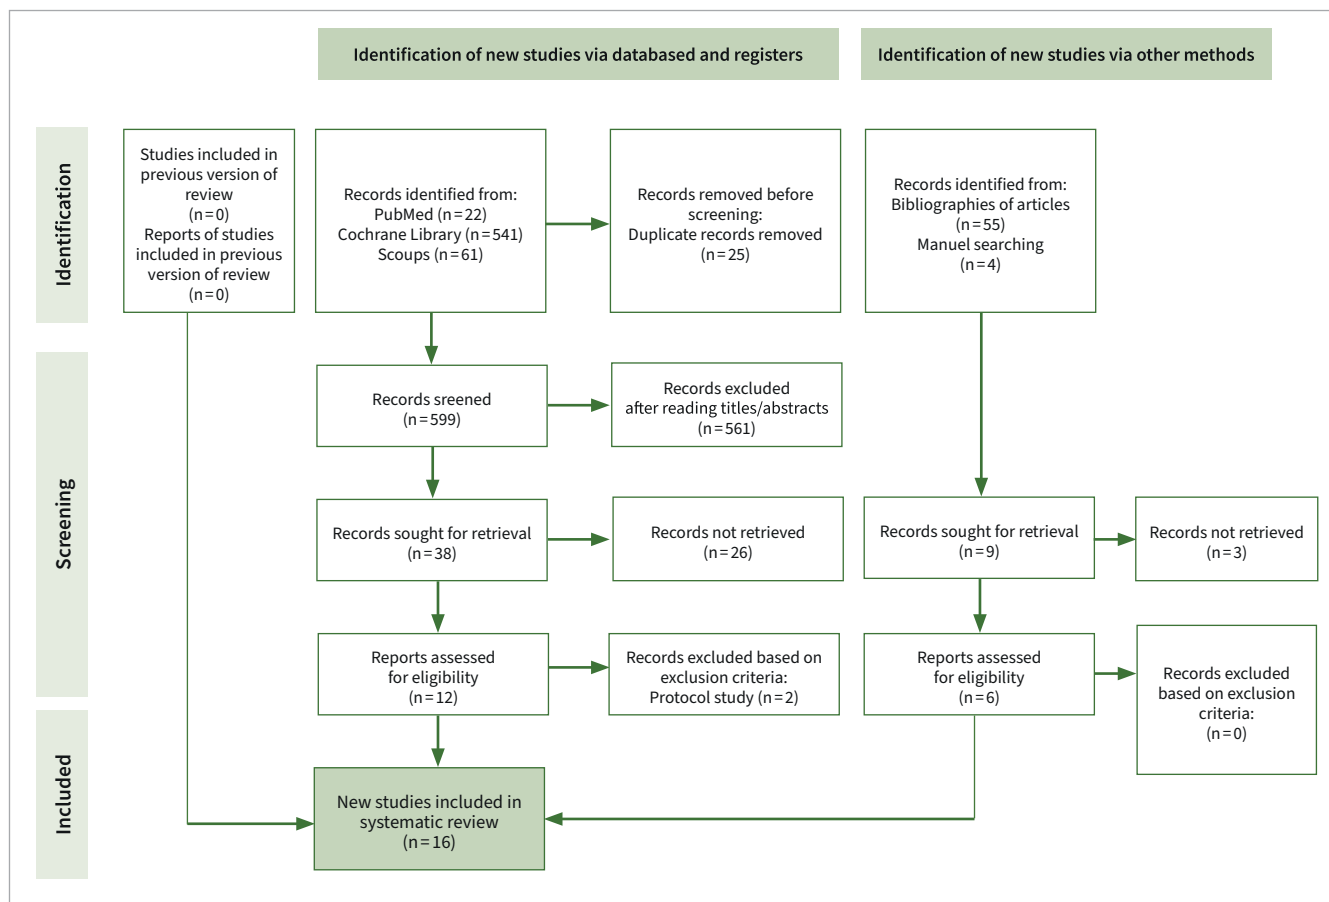 Identification of new studies via databased and registers
Identification of new studies via other methods
Identification
Studies included in
previous version of
review
(n=0)
Reports of studies
included in previous
version of review
(n=0)
Records identified from:
PubMed (n=22)
Cochrane Library (n=541)
Scoups (n=61)
Records removed before
screening:
Duplicate records removed
(n=25)
Records identified from:
Bibliographies of articles
(n=55)
Manuel searching
(n=4)
Screening
Records sreened
(n=599)
Records excluded
after reading titles/abstracts
(n=561)
Records sought for retrieval
(n=38)
Records not retrieved
(n=26)
Records sought for retrieval
(n=9)
Records not retrieved
(n=3)
Reports assessed
for eligibility
(n=12)
Records excluded based on
exclusion criteria:
Protocol study (n=2)
Reports assessed
for eligibility
(n=6)
Records excluded
based on exclusion
criteria:
(n=0)
Included
New studies included in
systematic review
(n=16)